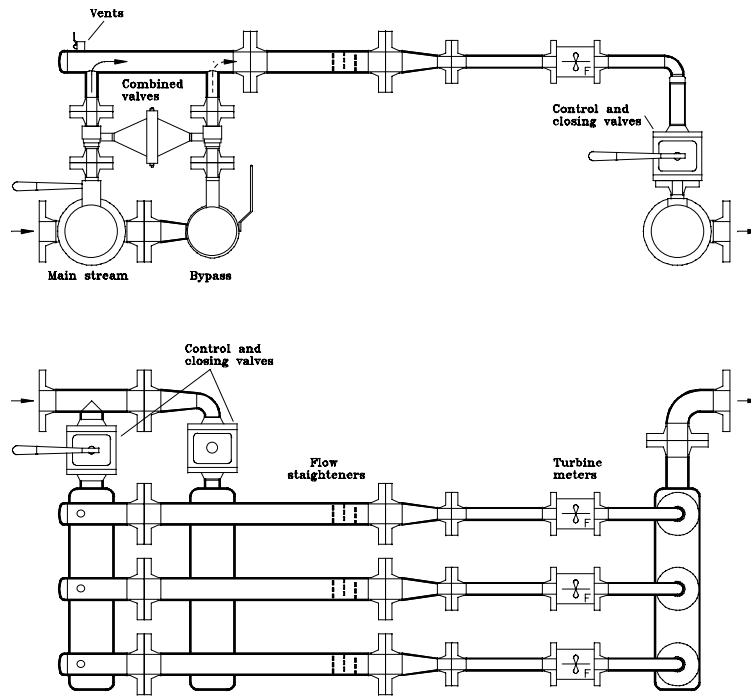 Vents
Combined
valves
F
Control and
closing valves
Main stream
Bypass
Control and
closing valves
Flow
staighteners
Turbine
meters
F
F
F